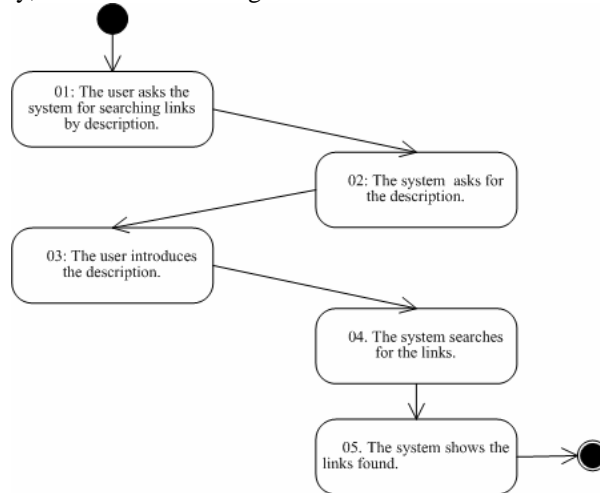 01: The user asks the
system for searching links
by description.
02: The system asks for
the description.
03: The user introduces
the description.
04. The system searches
for the links.
05. The system shows the
links found.